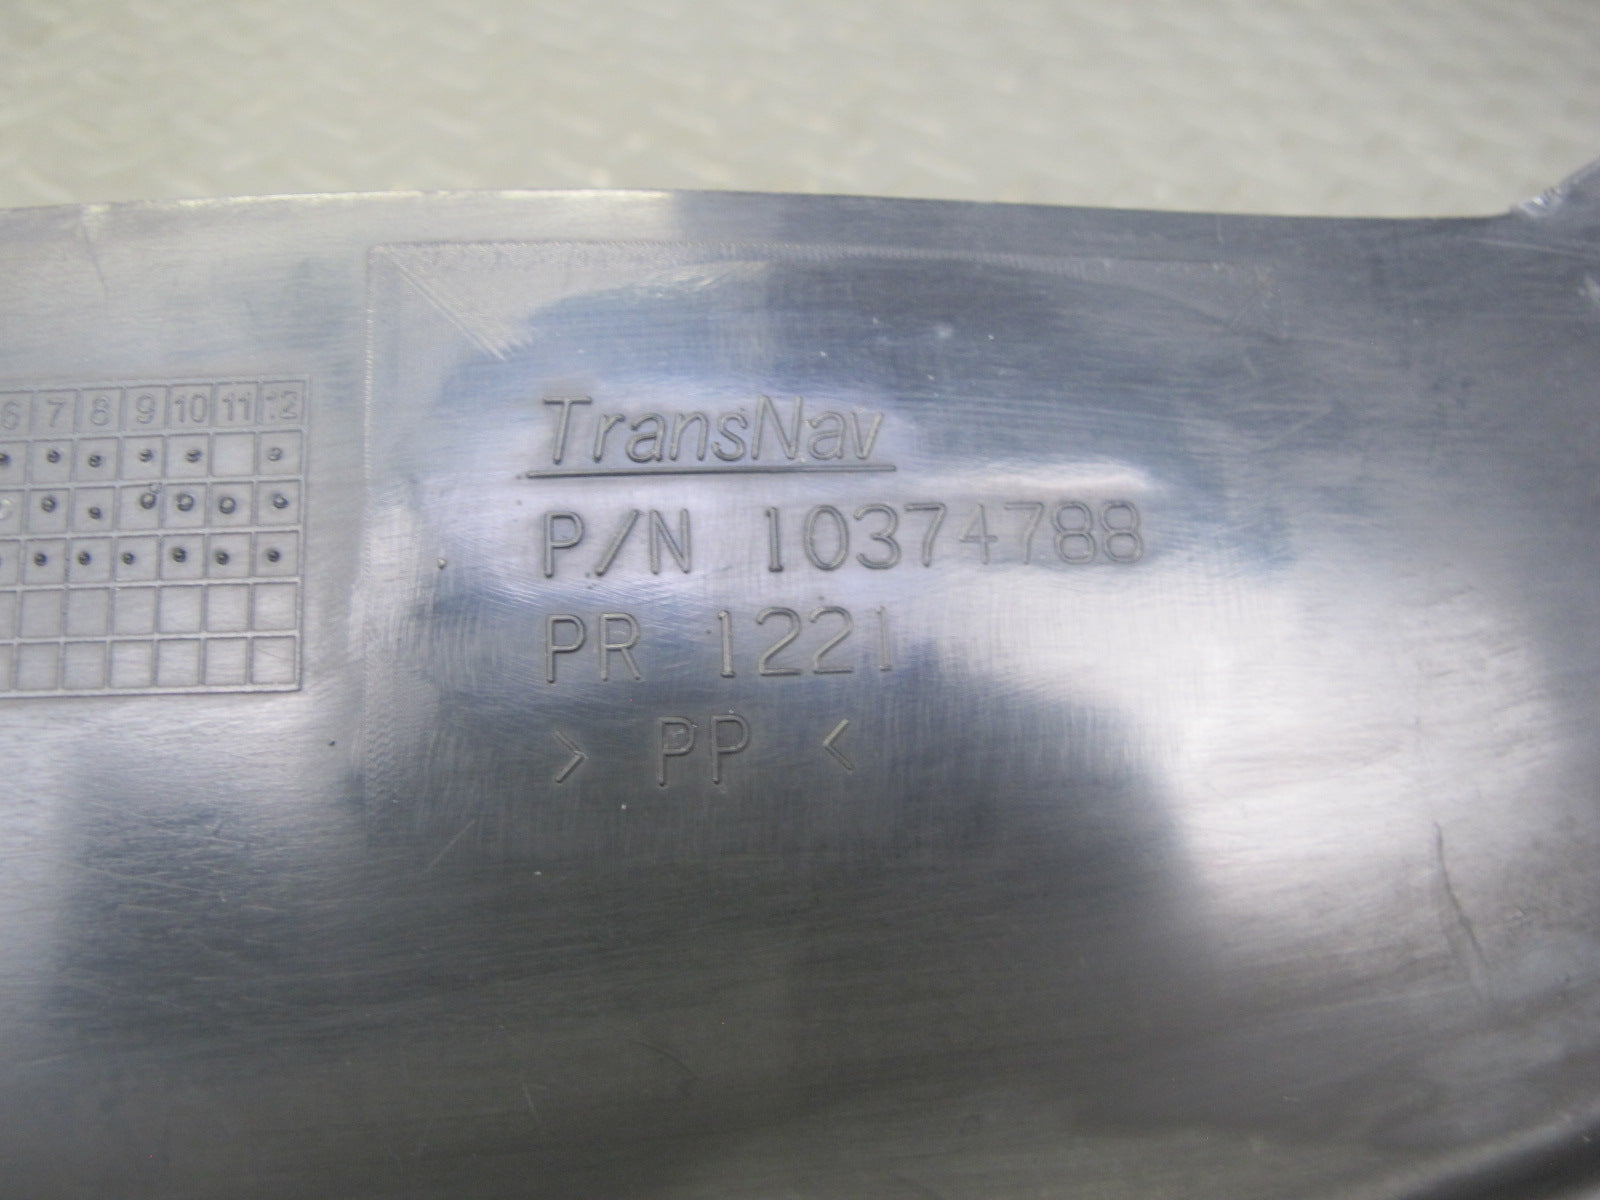 6 7 8 9 10 11 12
TransNav
P/N 10374788
PR 1221
> PP <